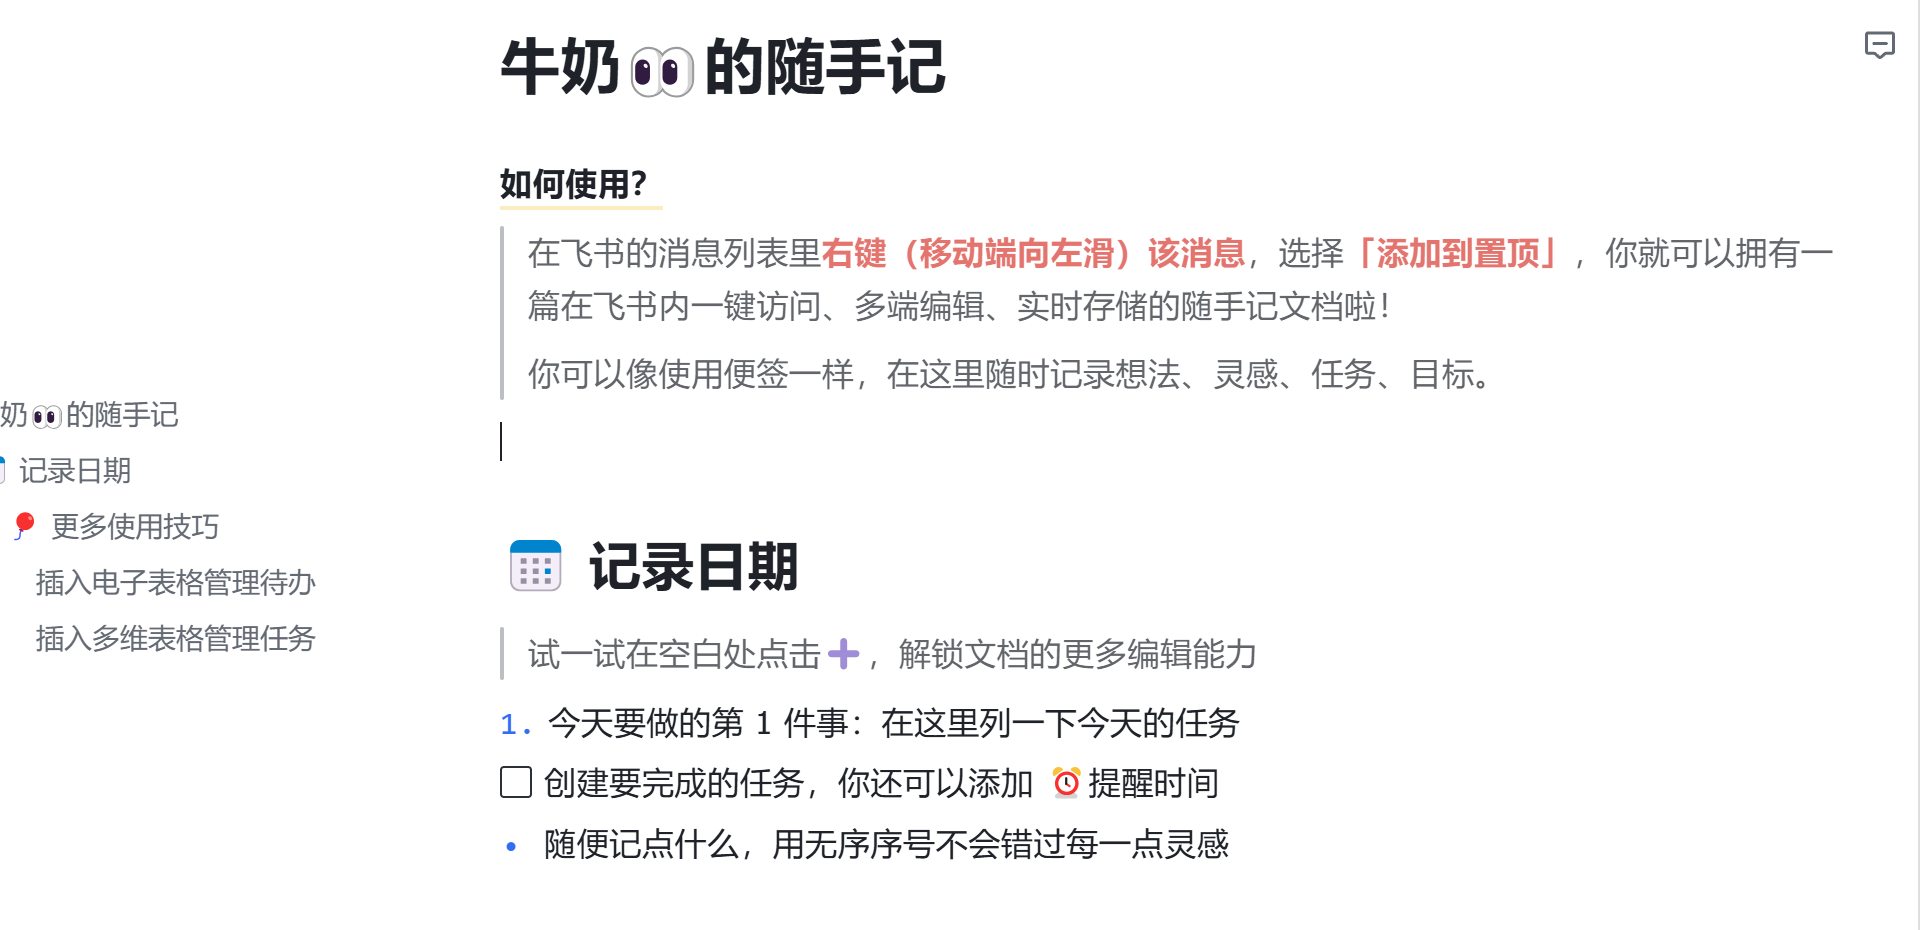 牛奶👀的随手记
如何使用？
在飞书的消息列表里右键（移动端向左滑）该消息，选择「添加到置顶」，你就可以拥有一
篇在飞书内一键访问、多端编辑、实时存储的随手记文档啦！
你可以像使用便签一样，在这里随时记录想法、灵感、任务、目标。
奶👀的随手记
记录日期
🎈 更多使用技巧
插入电子表格管理待办
插入多维表格管理任务
📅 记录日期
试一试在空白处点击➕，解锁文档的更多编辑能力
1. 今天要做的第 1 件事：在这里列一下今天的任务
创建要完成的任务，你还可以添加 ⏰提醒时间
• 随便记点什么，用无序序号不会错过每一点灵感